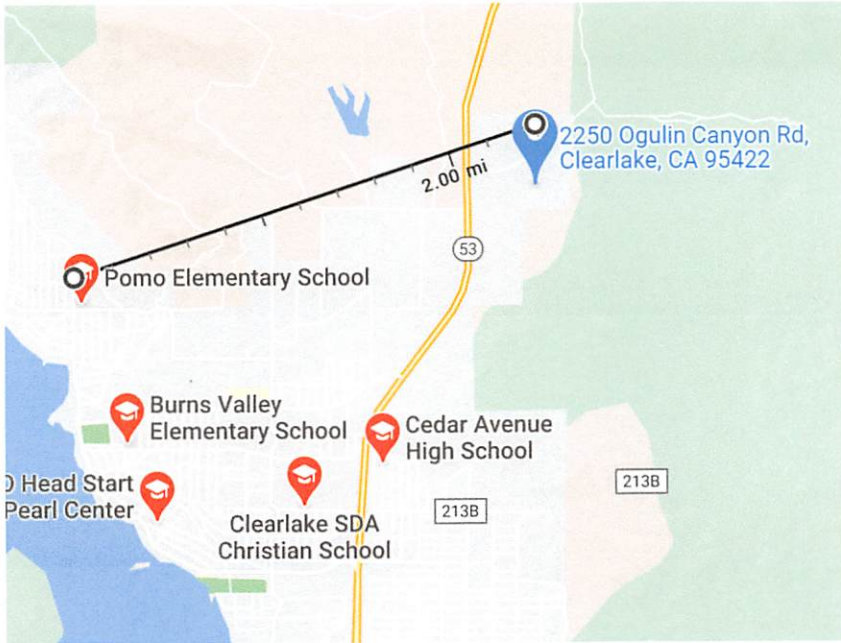 2250 Ogulin Canyon Rd,
Clearlake, CA 95422
2.00 mi
53
Pomo Elementary School
Burns Valley
Elementary School
Cedar Avenue
High School
Head Start
Pearl Center
213B
213B
Clearlake SDA
Christian School